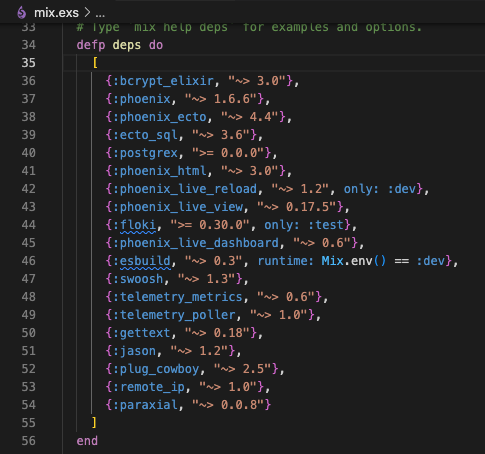 mix.exs > ...
33 # Type `mix help deps` for examples and options.
34 defp deps do
35 [
36 {:bcrypt_elixir, "~> 3.0"},
37 {:phoenix, "~> 1.6.6"},
38 {:phoenix_ecto, "~> 4.4"},
39 {:ecto_sql, "~> 3.6"},
40 {:postgrex, ">= 0.0.0"},
41 {:phoenix_html, "~> 3.0"},
42 {:phoenix_live_reload, "~> 1.2", only: :dev},
43 {:phoenix_live_view, "~> 0.17.5"},
44 {:floki, ">= 0.30.0", only: :test},
45 {:phoenix_live_dashboard, "~> 0.6"},
46 {:esbuild, "~> 0.3", runtime: Mix.env() == :dev},
47 {:swoosh, "~> 1.3"},
48 {:telemetry_metrics, "~> 0.6"},
49 {:telemetry_poller, "~> 1.0"},
50 {:gettext, "~> 0.18"},
51 {:jason, "~> 1.2"},
52 {:plug_cowboy, "~> 2.5"},
53 {:remote_ip, "~> 1.0"},
54 {:paraxial, "~> 0.0.8"}
55 ]
56 end